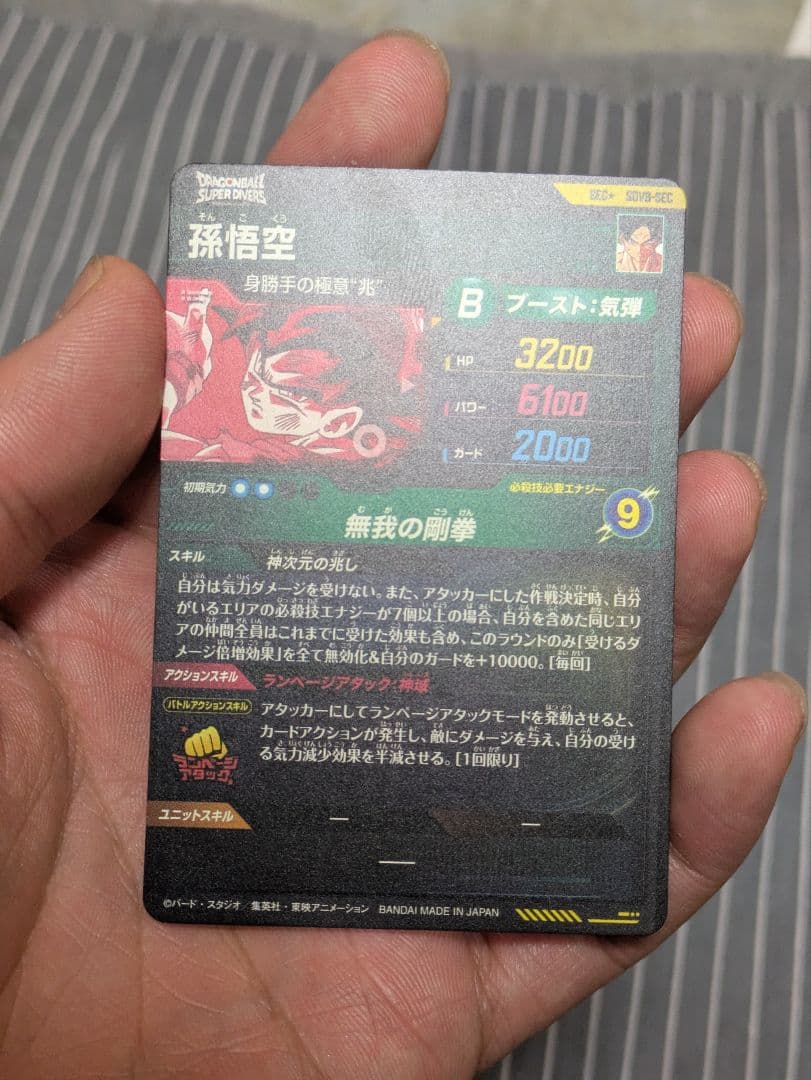 DRAGONBALL
SUPER DIVERS
SEC★ SDV8-SEC
そん ご くう
孫悟空
身勝手の極意"兆"
B ブースト:気弾
HP 3200
パワー 6100
ガード 2000
初期気力
必殺技必要エナジー
9
む が ごう けん
無我の剛拳
スキル 神次元の兆し
自分は気力ダメージを受けない。また、アタッカーにした作戦決定時、自分
がいるエリアの必殺技エナジーが7個以上の場合、自分を含めた同じエリ
アの仲間全員はこれまでに受けた効果も含め、このラウンドのみ[受けるダ
メージ倍増効果]を全て無効化&自分のガードを+10000。[毎回]
アクションスキル ランページアタック・神域
バトルアクションスキル
アタッカーにしてランページアタックモードを発動させると、
カードアクションが発生し、敵にダメージを与え、自分の受け
る気力減少効果を半減させる。[1回限り]
ランページ
アタック
ユニットスキル ー ー
ー
©バード・スタジオ/集英社・東映アニメーション BANDAI MADE IN JAPAN